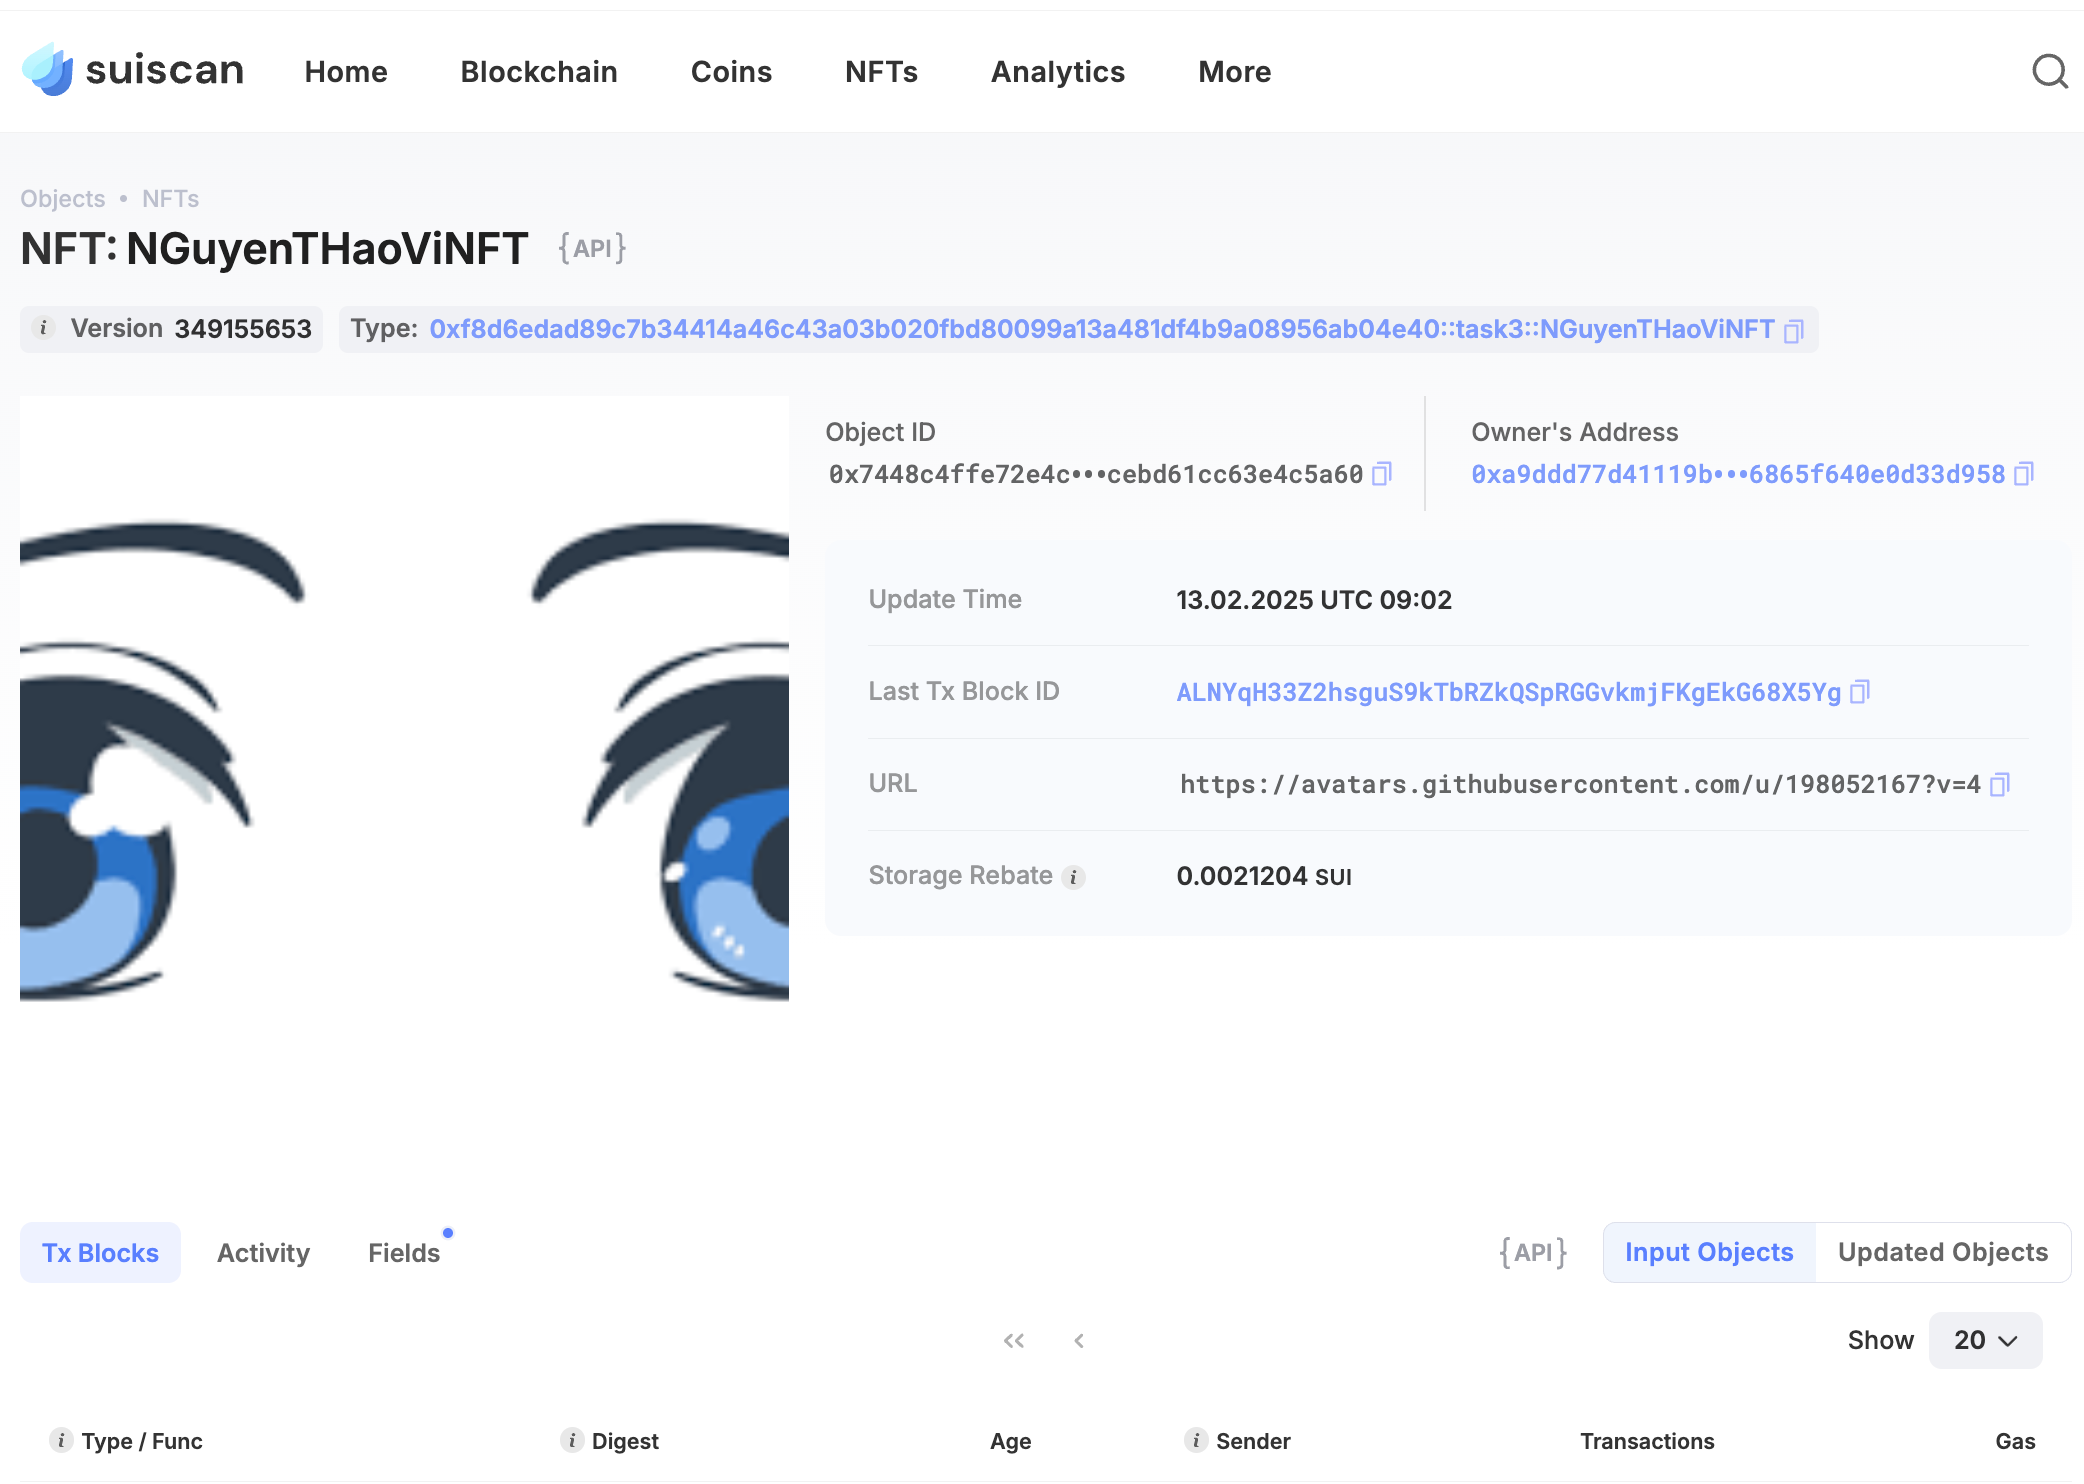 suiscan Home Blockchain Coins NFTs Analytics More
Objects • NFTs
NFT: NGuyenTHaoViNFT {API}
i Version 349155653 Type: 0xf8d6edad89c7b34414a46c43a03b020fbd80099a13a481df4b9a08956ab04e40::task3::NGuyenTHaoViNFT
Object ID
0x7448c4ffe72e4c•••cebd61cc63e4c5a60
Owner's Address
0xa9ddd77d41119b•••6865f640e0d33d958
Update Time 13.02.2025 UTC 09:02
Last Tx Block ID ALNYqH33Z2hsguS9kTbRZkQSpRGGvkmjFKgEkG68X5Yg
URL https://avatars.githubusercontent.com/u/198052167?v=4
Storage Rebate i 0.0021204 SUI
Tx Blocks Activity Fields {API} Input Objects Updated Objects
Show 20
i Type / Func i Digest Age i Sender Transactions Gas